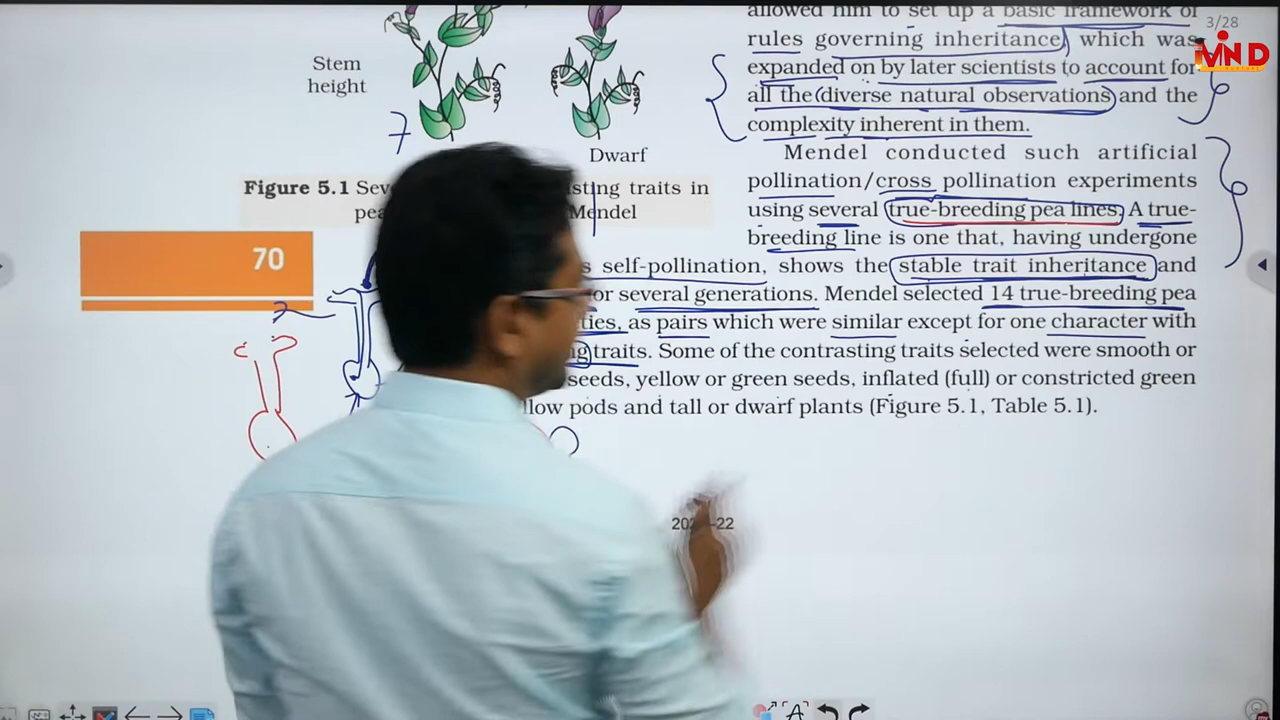 allowed him to set up a basic framework of
3/28
rules governing inheritance, which was
MIND
Stem
height
expanded on by later scientists to account for
all the diverse natural observations and the
complexity inherent in them.
7
Dwarf
Mendel conducted such artificial
Figure 5.1 traits in
Mendel
pollination/cross pollination experiments
using several true-breeding pea lines. A true-
breeding line is one that, having undergone
70
self-pollination, shows the stable trait inheritance and
several generations. Mendel selected 14 true-breeding pea
as pairs which were similar except for one character with
traits. Some of the contrasting traits selected were smooth or
seeds, yellow or green seeds, inflated (full) or constricted green
pods and tall or dwarf plants (Figure 5.1, Table 5.1).